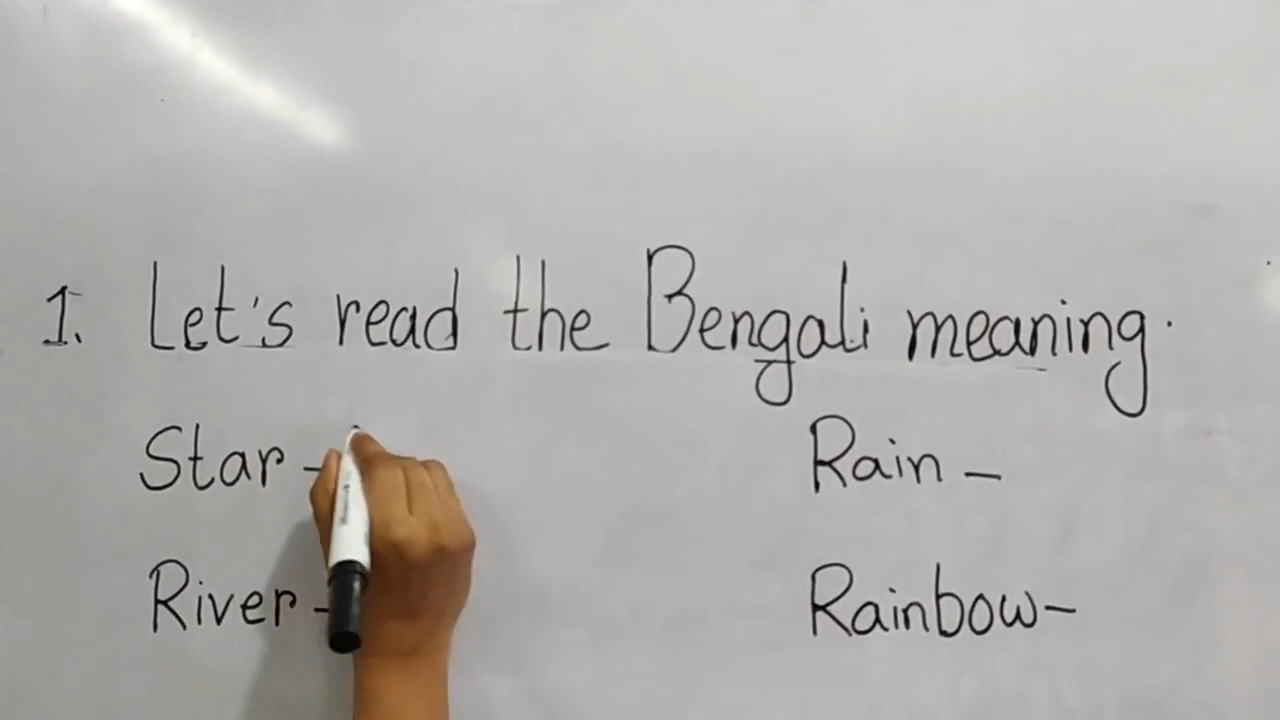 1. Let's read the Bengali meaning.
Star - Rain -
River - Rainbow -